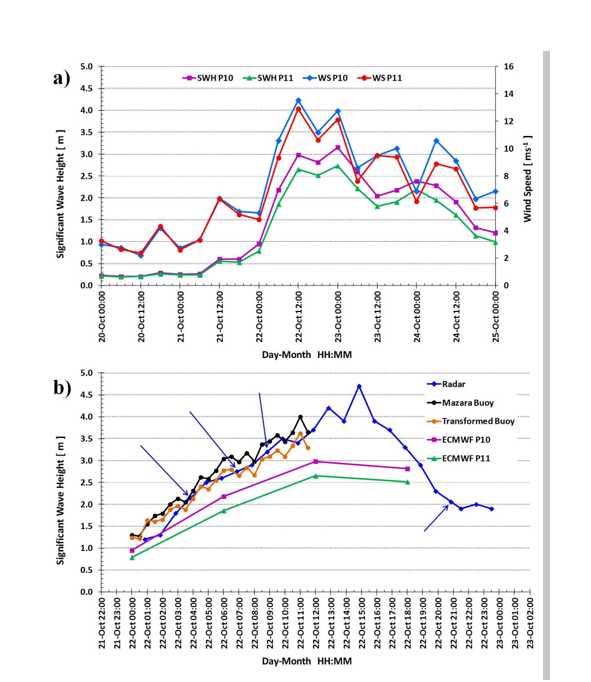 a)
SWH P10 SWH P11 WS P10 WS P11
Significant Wave Height [ m ]
5.0
4.5
4.0
3.5
3.0
2.5
2.0
1.5
1.0
0.5
0.0
16
14
12
10
8
6
4
2
0
Wind Speed [ ms-1 ]
20-Oct 00:00
20-Oct 12:00
21-Oct 00:00
21-Oct 12:00
22-Oct 00:00
22-Oct 12:00
23-Oct 00:00
23-Oct 12:00
24-Oct 00:00
24-Oct 12:00
25-Oct 00:00
Day-Month HH:MM
b)
Significant Wave Height [ m ]
5.0
4.5
4.0
3.5
3.0
2.5
2.0
1.5
1.0
0.5
0.0
Radar
Mazara Buoy
Transformed Buoy
ECMWF P10
ECMWF P11
21-Oct 22:00
21-Oct 23:00
22-Oct 00:00
22-Oct 01:00
22-Oct 02:00
22-Oct 03:00
22-Oct 04:00
22-Oct 05:00
22-Oct 06:00
22-Oct 07:00
22-Oct 08:00
22-Oct 09:00
22-Oct 10:00
22-Oct 11:00
22-Oct 12:00
22-Oct 13:00
22-Oct 14:00
22-Oct 15:00
22-Oct 16:00
22-Oct 17:00
22-Oct 18:00
22-Oct 19:00
22-Oct 20:00
22-Oct 21:00
22-Oct 22:00
22-Oct 23:00
23-Oct 00:00
23-Oct 01:00
23-Oct 02:00
Day-Month HH:MM